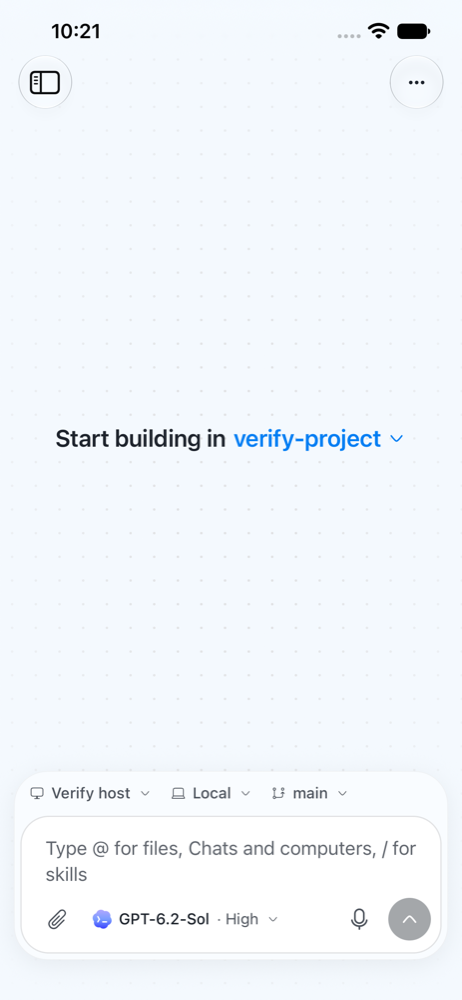 10:21
Start building in verify-project
Verify host Local main
Type @ for files, Chats and computers, / for
skills
GPT-6.2-Sol · High